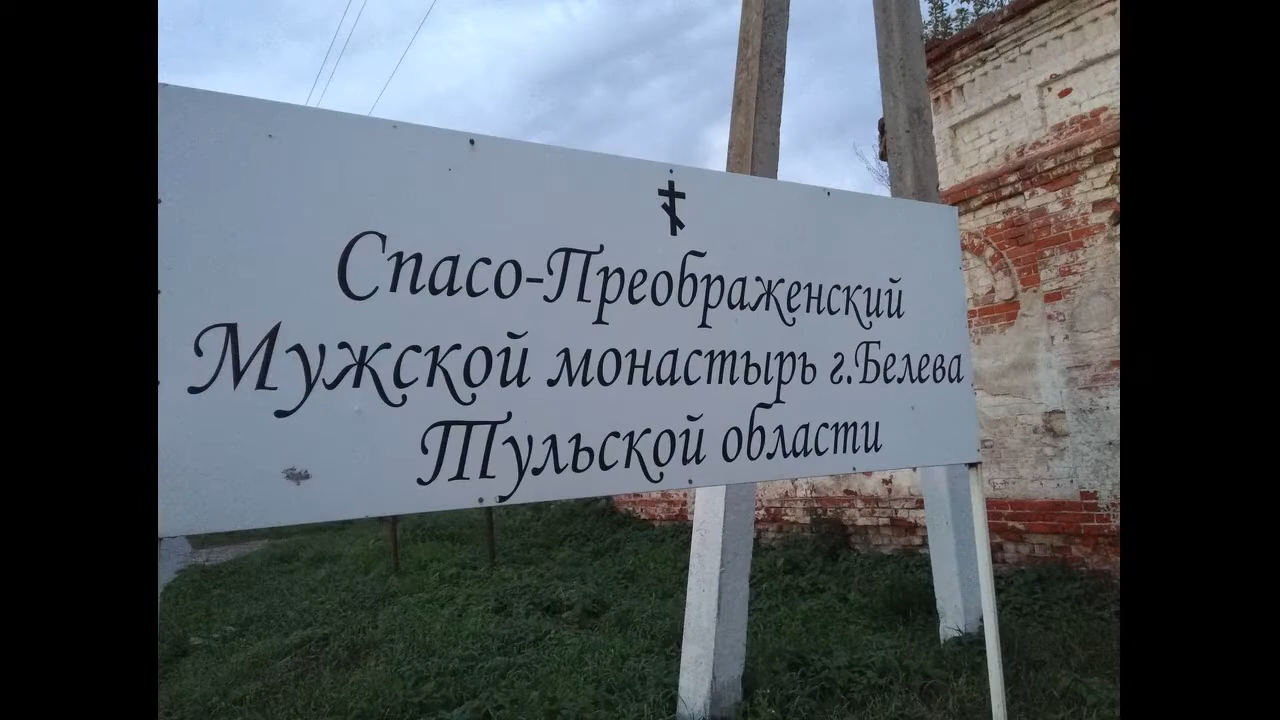 Спасо-Преображенский
Мужской монастырь г.Белева
Тульской области